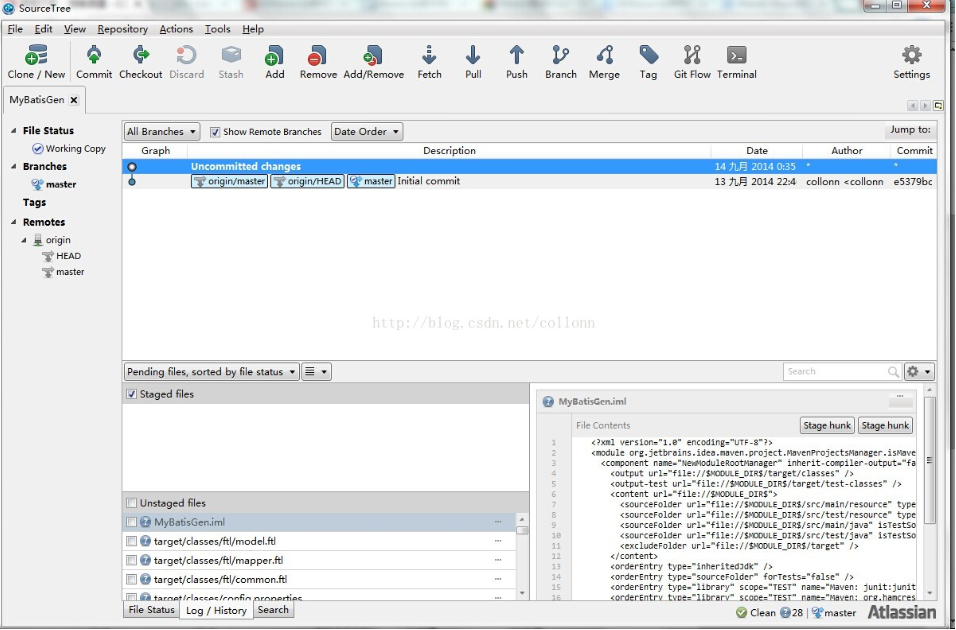 SourceTree
File Edit View Repository Actions Tools Help
Clone / New Commit Checkout Discard Stash Add Remove Add/Remove Fetch Pull Push Branch Merge Tag Git Flow Terminal Settings
MyBatisGen
File Status
Working Copy
Branches
master
Tags
Remotes
origin
HEAD
master
All Branches Show Remote Branches Date Order Jump to:
Graph Description Date Author Commit
Uncommitted changes 14 九月 2014 0:35 * *
origin/master origin/HEAD master Initial commit 13 九月 2014 22:4 collonn <collonn e5379bc
http://blog.csdn.net/collonn
Pending files, sorted by file status Search
Staged files
Unstaged files
MyBatisGen.iml ...
target/classes/ftl/model.ftl ...
target/classes/ftl/mapper.ftl ...
target/classes/ftl/common.ftl ...
target/classes/config.properties ...
MyBatisGen.iml ...
File Contents Stage hunk Stage hunk
1 <?xml version="1.0" encoding="UTF-8"?>
2 <module org.jetbrains.idea.maven.project.MavenProjectsManager.isMave
3 <component name="NewModuleRootManager" inherit-compiler-output="fa
4 <output url="file://$MODULE_DIR$/target/classes" />
5 <output-test url="file://$MODULE_DIR$/target/test-classes" />
6 <content url="file://$MODULE_DIR$">
7 <sourceFolder url="file://$MODULE_DIR$/src/main/resource" type
8 <sourceFolder url="file://$MODULE_DIR$/src/test/resource" type
9 <sourceFolder url="file://$MODULE_DIR$/src/main/java" isTestSo
10 <sourceFolder url="file://$MODULE_DIR$/src/test/java" isTestSo
11 <excludeFolder url="file://$MODULE_DIR$/target" />
12 </content>
13 <orderEntry type="inheritedJdk" />
14 <orderEntry type="sourceFolder" forTests="false" />
15 <orderEntry type="library" scope="TEST" name="Maven: junit:junit
16 <orderEntry type="library" scope="TEST" name="Maven: org.hamcres
File Status Log / History Search
Clean 28 master Atlassian